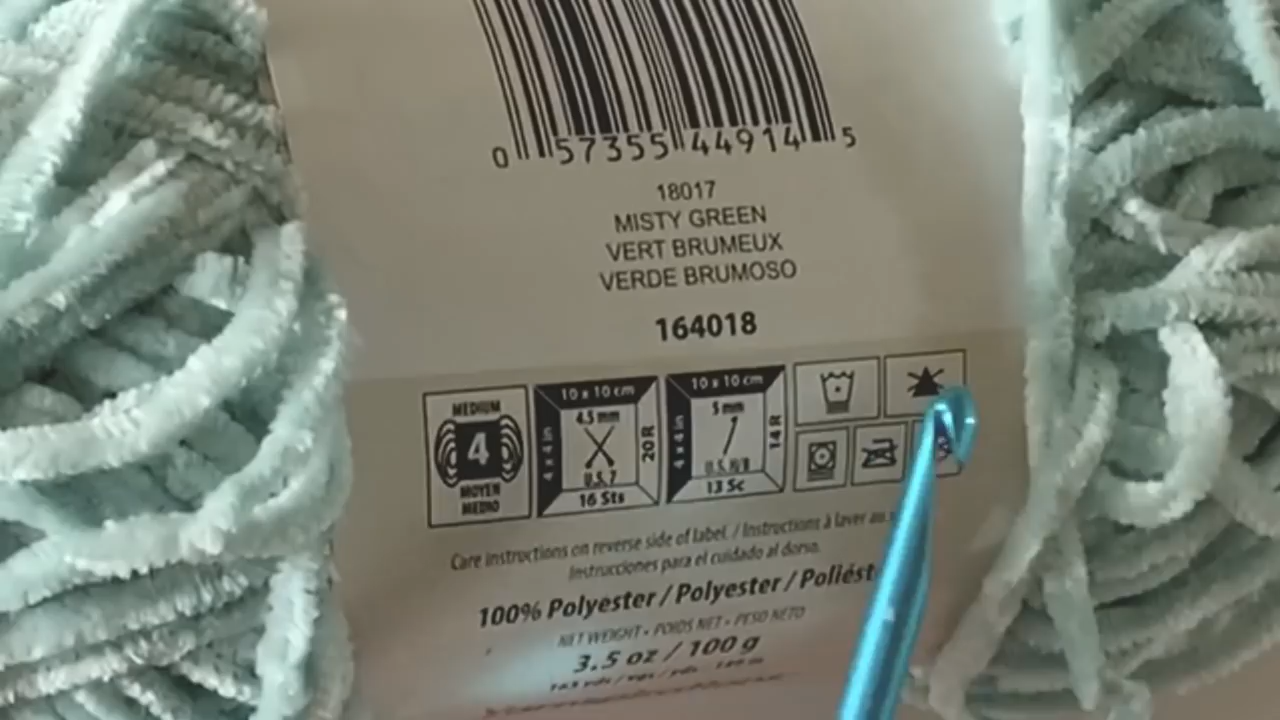 0 57355 44914 5
18017
MISTY GREEN
VERT BRUMEUX
VERDE BRUMOSO
164018
MEDIUM
4
MOYEN
MEDIO
10 x 10 cm
4 x 4 in
4.5 mm
U.S. 7
20 R
16 Sts
10 x 10 cm
4 x 4 in
5 mm
U.S. H/8
14 R
13 Sc
Care instructions on reverse side of label. / Instructions à laver au
Instrucciones para el cuidado al dorso.
100% Polyester / Polyester / Poliést
NET WEIGHT • POIDS NET • PESO NETO
3.5 oz / 100 g